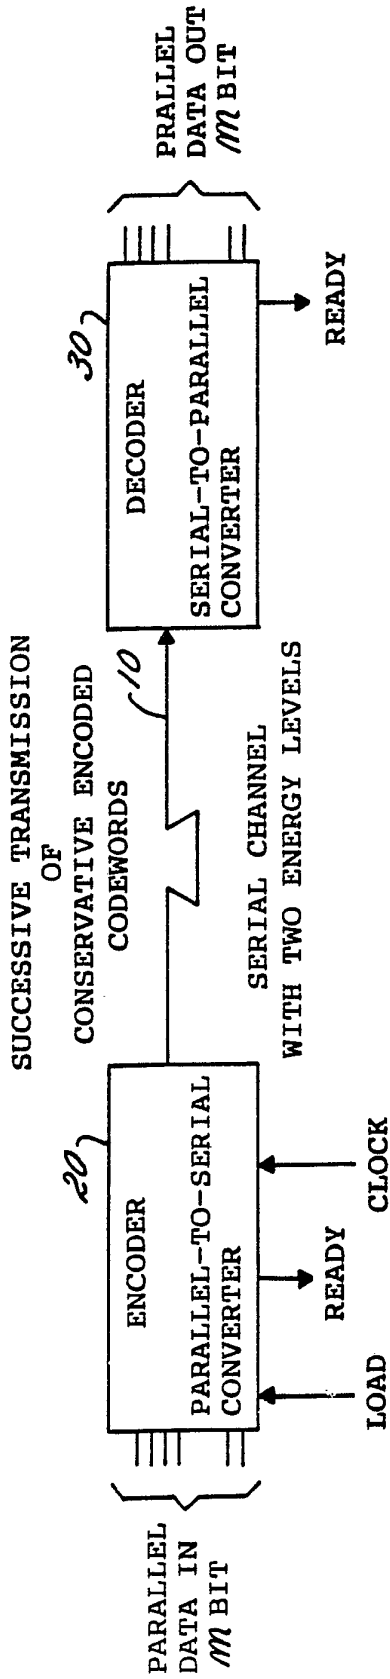 SUCCESSIVE TRANSMISSION
OF
CONSERVATIVE ENCODED
CODEWORDS
PARALLEL
DATA IN
m BIT
20
ENCODER
PARALLEL-TO-SERIAL
CONVERTER
LOAD
READY
CLOCK
10
SERIAL CHANNEL
WITH TWO ENERGY LEVELS
30
DECODER
SERIAL-TO-PARALLEL
CONVERTER
READY
PRALLEL
DATA OUT
m BIT